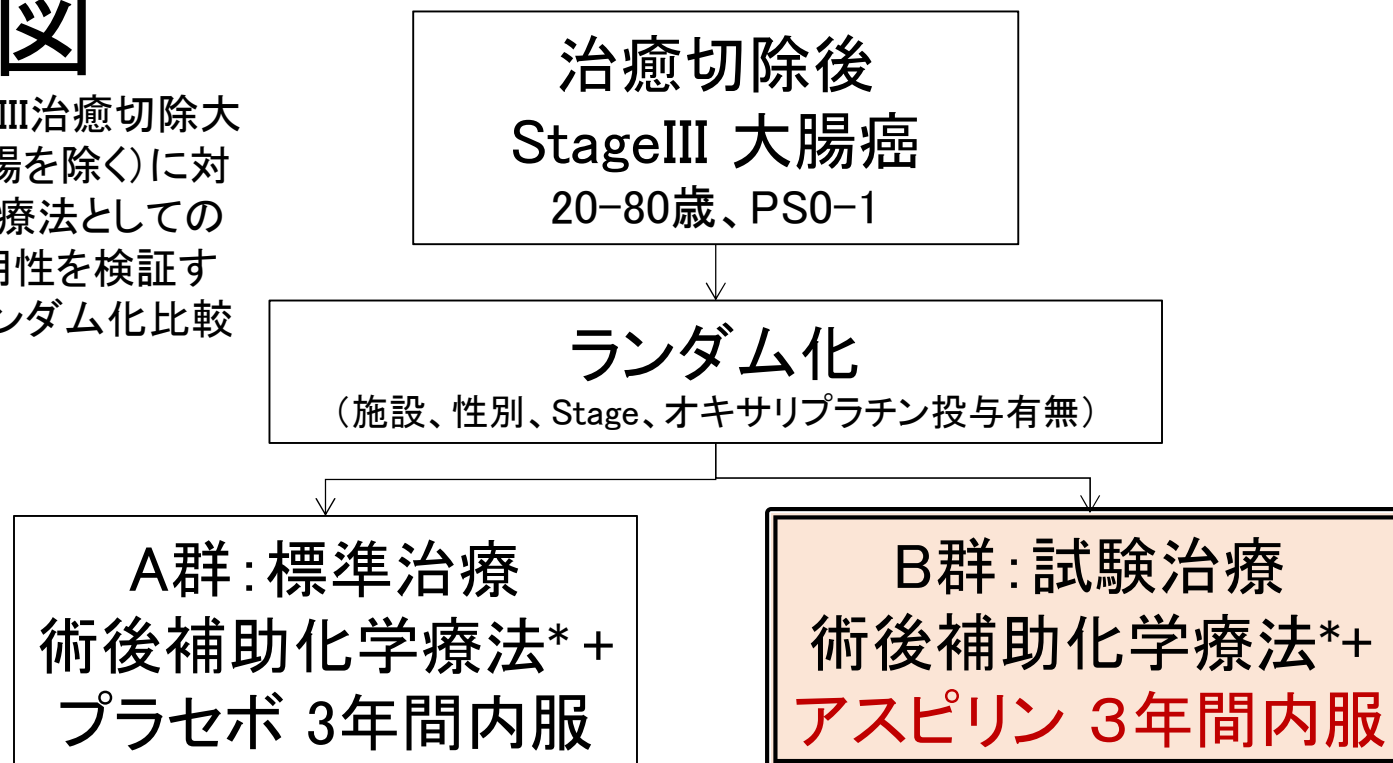 図
III治癒切除大
腸を除く)に対
療法としての
用性を検証す
ンダム化比較
治癒切除後
StageIII 大腸癌
20-80歳、PS0-1
ランダム化
（施設、性別、Stage、オキサリプラチン投与有無）
A群：標準治療
術後補助化学療法* +
プラセボ 3年間内服
B群：試験治療
術後補助化学療法*+
アスピリン ３年間内服